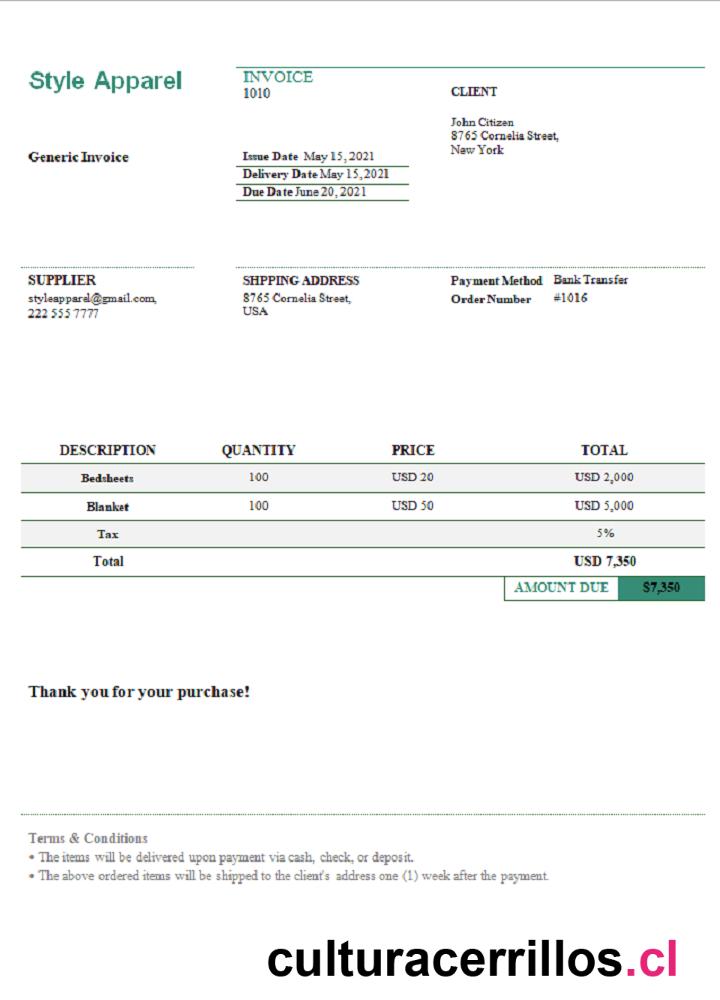 Style Apparel
INVOICE
1010
CLIENT
John Citizen
8765 Cornelia Street,
New York
Generic Invoice
Issue Date May 15, 2021
Delivery Date May 15, 2021
Due Date June 20, 2021
SUPPLIER
styleapparel@gmail.com,
222 555 7777
SHPPING ADDRESS
8765 Cornelia Street,
USA
Payment Method Bank Transfer
Order Number #1016
DESCRIPTION QUANTITY PRICE TOTAL
Bedsheets 100 USD 20 USD 2,000
Blanket 100 USD 50 USD 5,000
Tax 5%
Total USD 7,350
AMOUNT DUE $7,350
Thank you for your purchase!
Terms & Conditions
• The items will be delivered upon payment via cash, check, or deposit.
• The above ordered items will be shipped to the client's address one (1) week after the payment.
culturacerrillos.cl